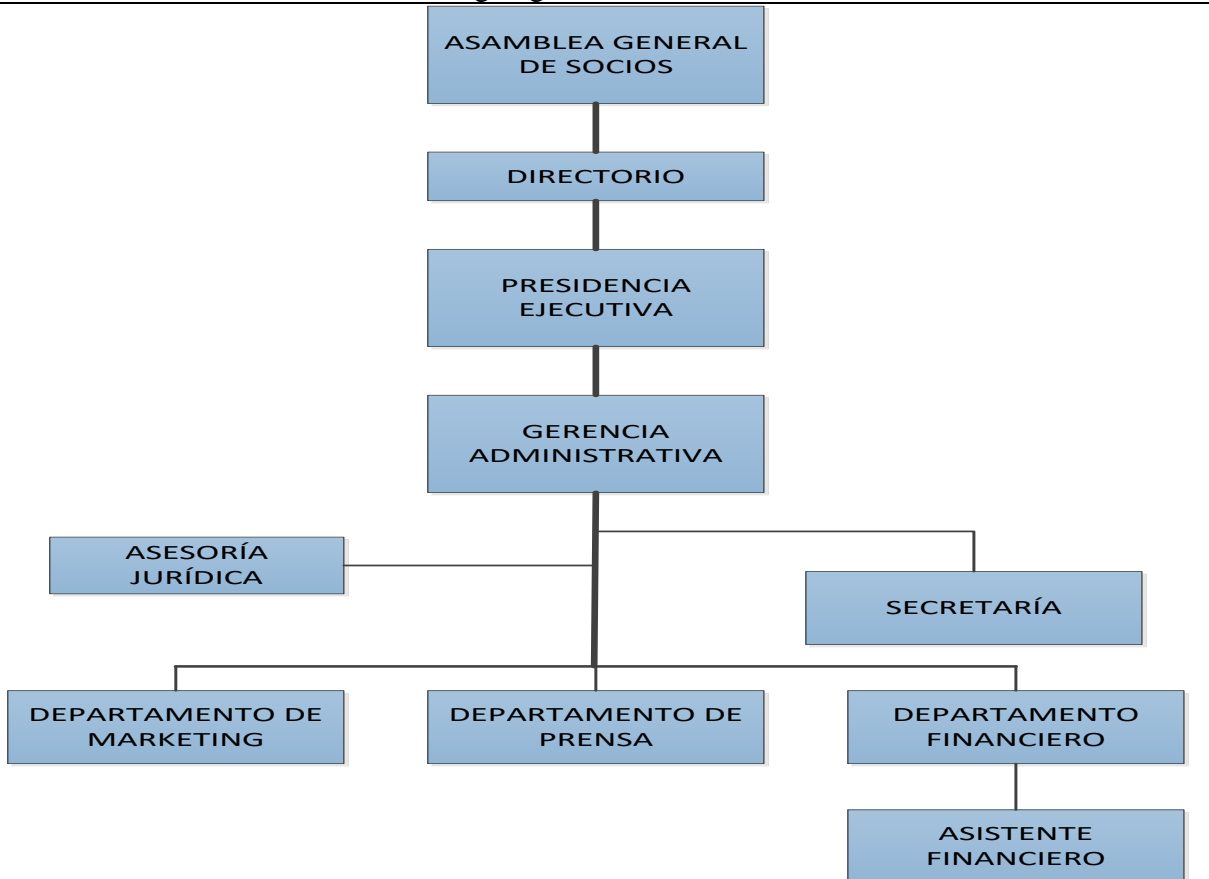 ASAMBLEA GENERAL
DE SOCIOS
DIRECTORIO
PRESIDENCIA
EJECUTIVA
GERENCIA
ADMINISTRATIVA
ASESORÍA
JURÍDICA
SECRETARÍA
DEPARTAMENTO DE
MARKETING
DEPARTAMENTO DE
PRENSA
DEPARTAMENTO
FINANCIERO
ASISTENTE
FINANCIERO